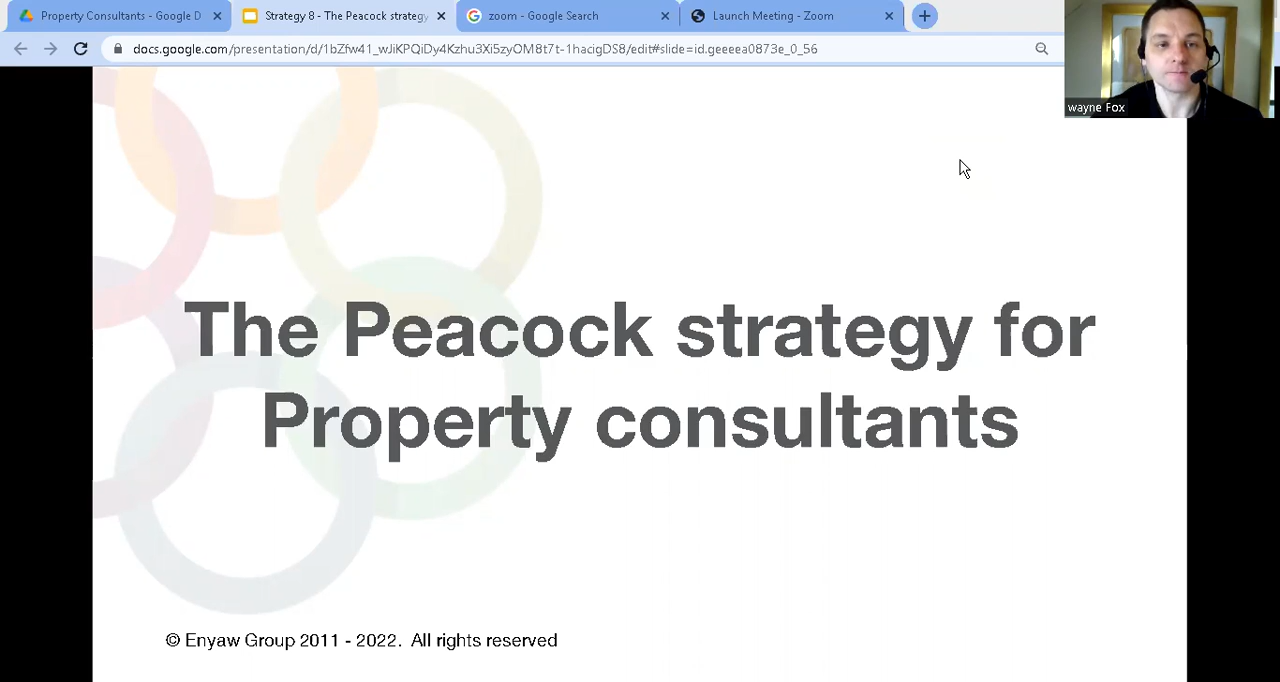 Property Consultants - Google D
Strategy 8 - The Peacock strategy
zoom - Google Search
Launch Meeting - Zoom
docs.google.com/presentation/d/1bZfw41_wJiKPQiDy4Kzhu3Xi5zyOM8t7t-1hacigDS8/edit#slide=id.geeeea0873e_0_56
wayne Fox
The Peacock strategy for
Property consultants
© Enyaw Group 2011 - 2022. All rights reserved